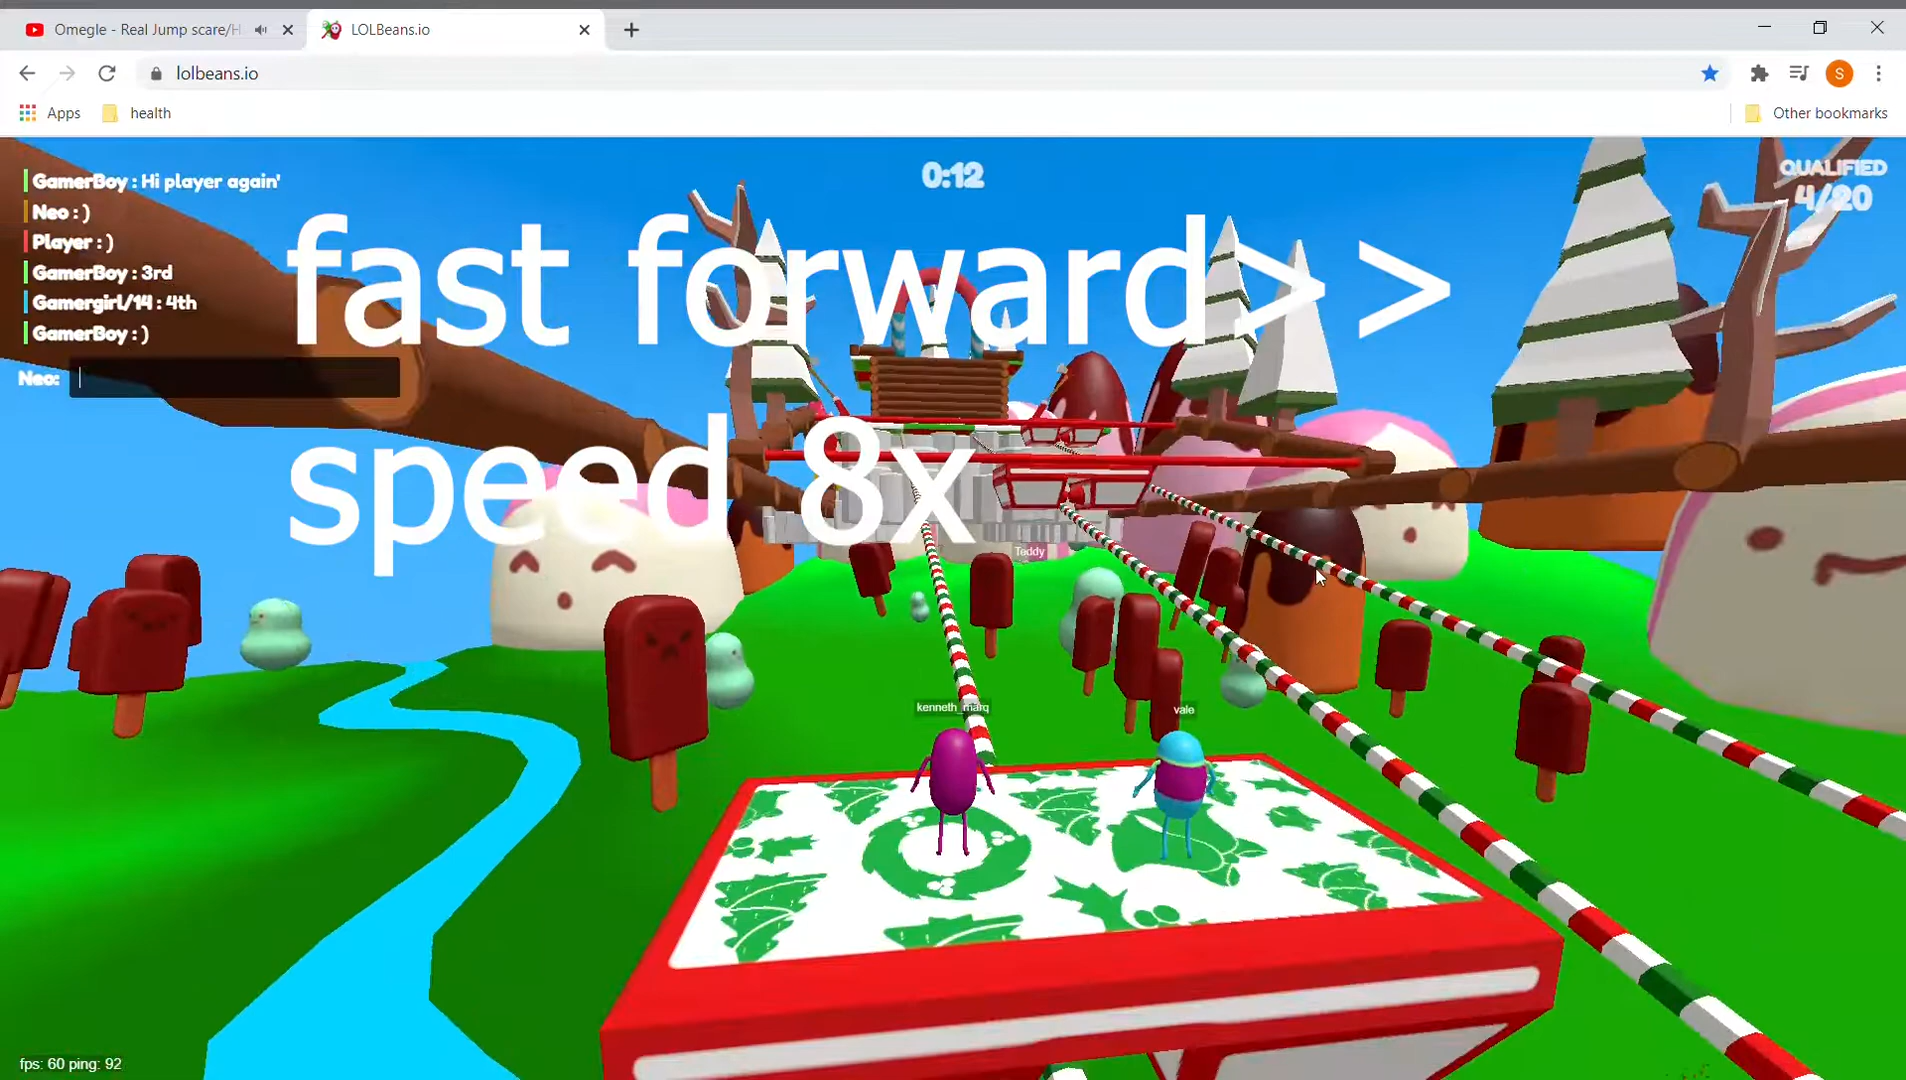 Omegle - Real Jump scare/H
LOLBeans.io
lolbeans.io
S
Apps
health
Other bookmarks
GamerBoy : Hi player again'
Neo : )
Player : )
GamerBoy : 3rd
Gamergirl/14 : 4th
GamerBoy : )
Neo:
0:12
QUALIFIED
4/20
fast forward> >
speed 8x
Teddy
kenneth_marq
vale
fps: 60 ping: 92